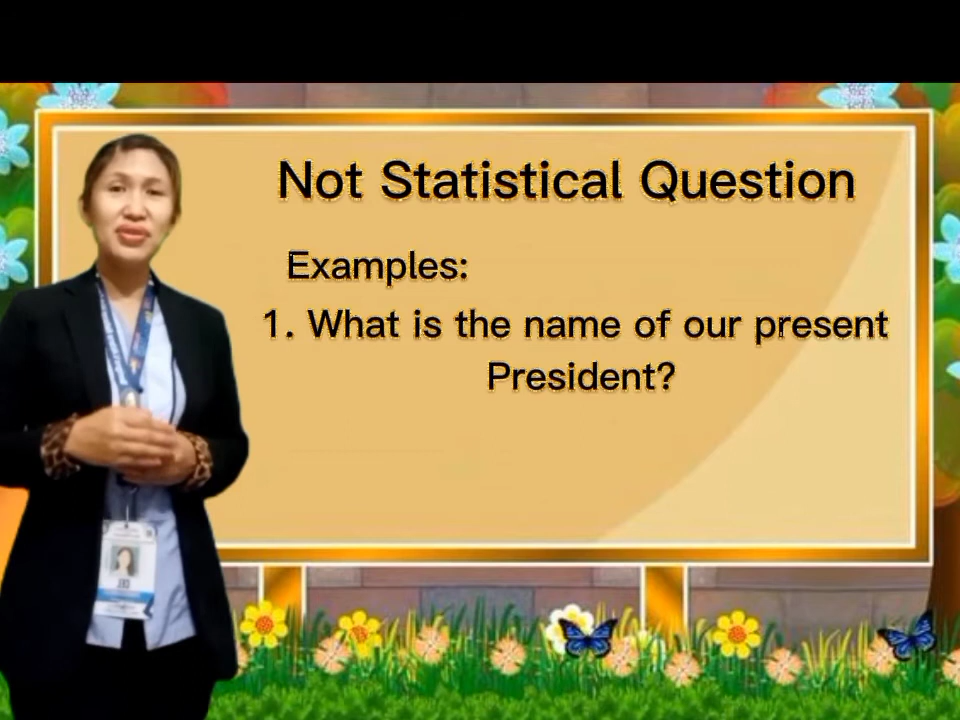 Not Statistical Question
Examples:
1. What is the name of our present
President?